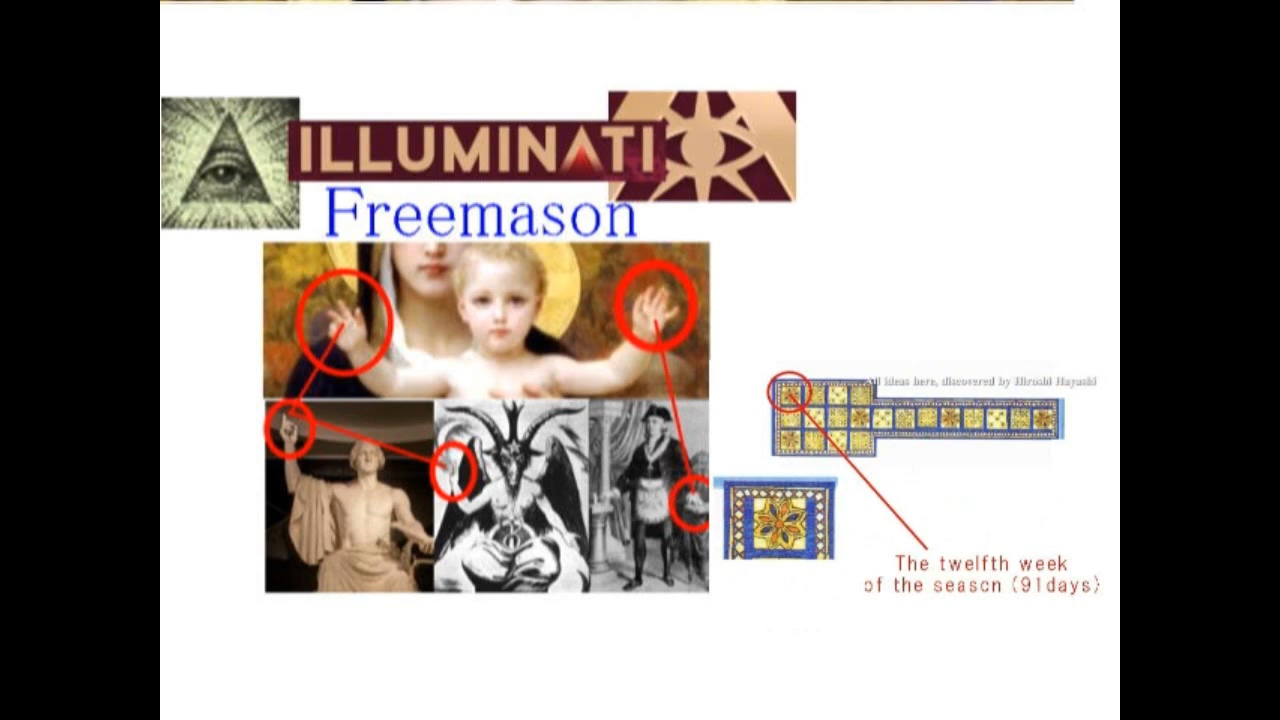 ILLUMINATI
Freemason
All ideas here, discovered by Hiroshi Hayashi
The twelfth week
of the season (91days)